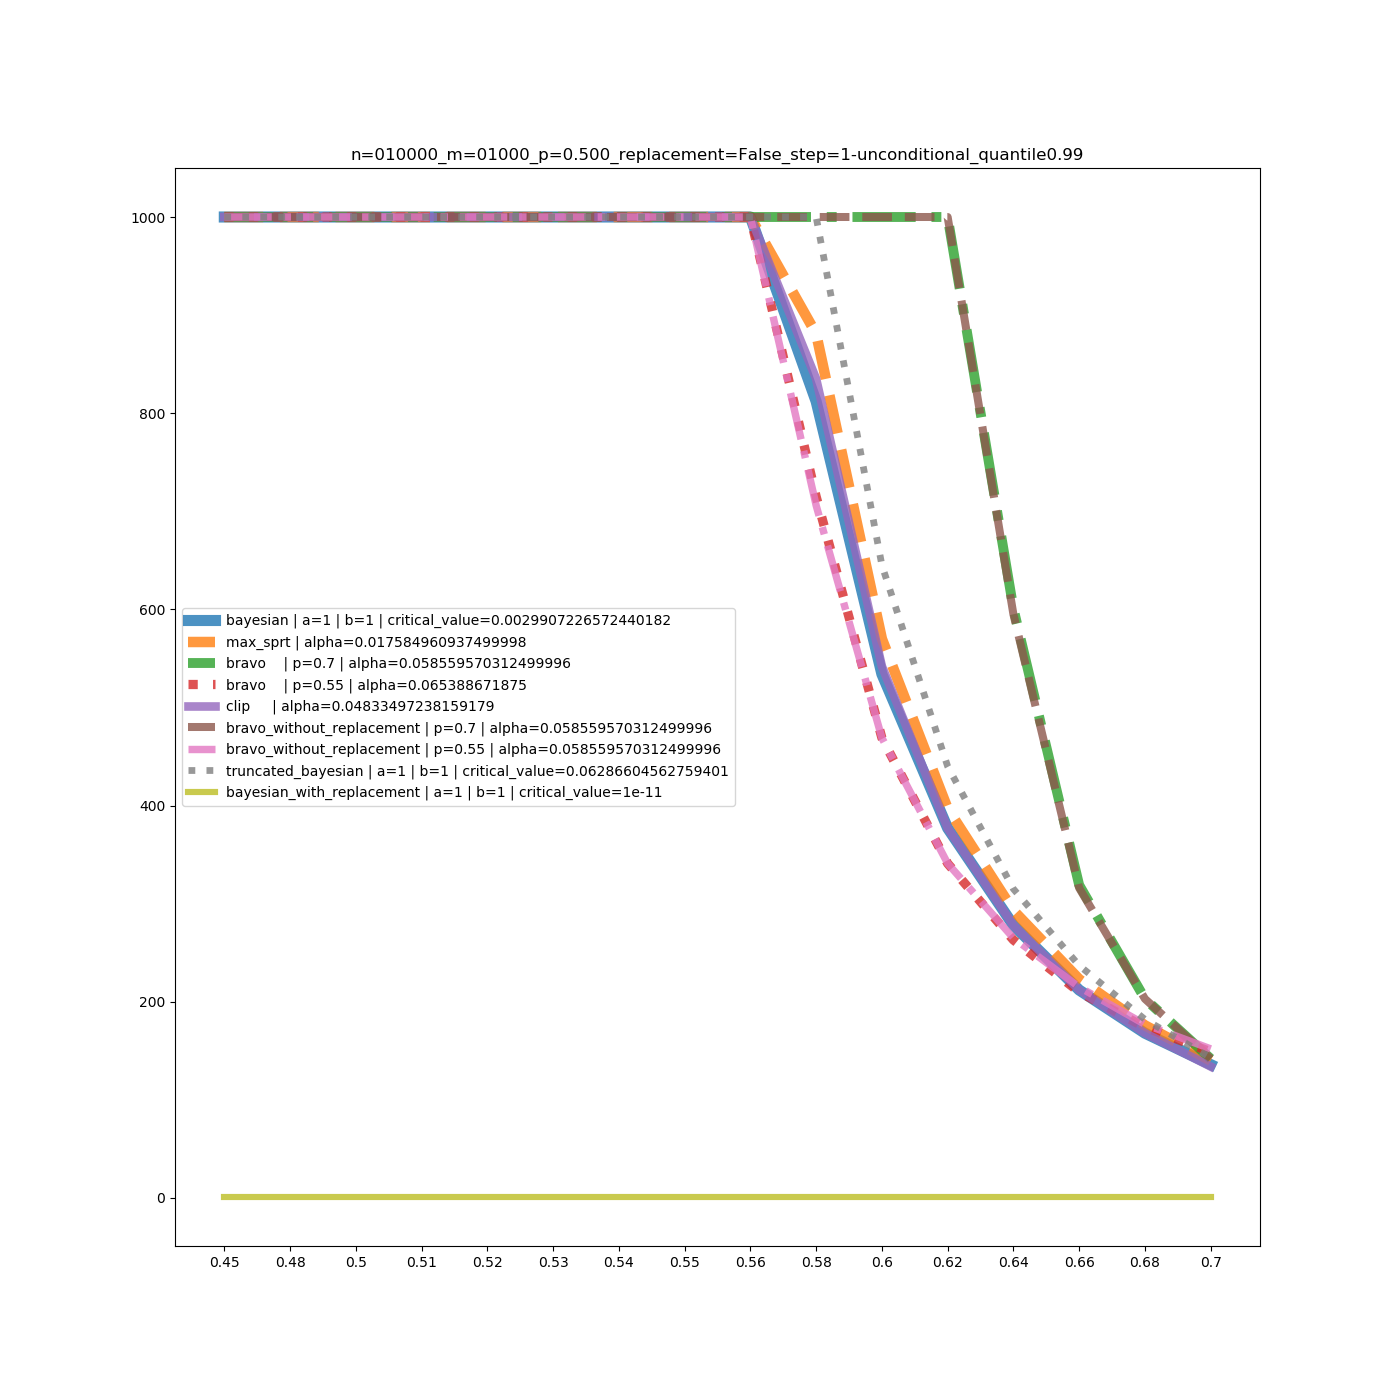 n=010000_m=01000_p=0.500_replacement=False_step=1-unconditional_quantile0.99
1000
800
600
400
200
0
bayesian | a=1 | b=1 | critical_value=0.0029907226572440182
max_sprt | alpha=0.017584960937499998
bravo | p=0.7 | alpha=0.058559570312499996
bravo | p=0.55 | alpha=0.065388671875
clip | alpha=0.04833497238159179
bravo_without_replacement | p=0.7 | alpha=0.058559570312499996
bravo_without_replacement | p=0.55 | alpha=0.058559570312499996
truncated_bayesian | a=1 | b=1 | critical_value=0.06286604562759401
bayesian_with_replacement | a=1 | b=1 | critical_value=1e-11
0.45 0.48 0.5 0.51 0.52 0.53 0.54 0.55 0.56 0.58 0.6 0.62 0.64 0.66 0.68 0.7